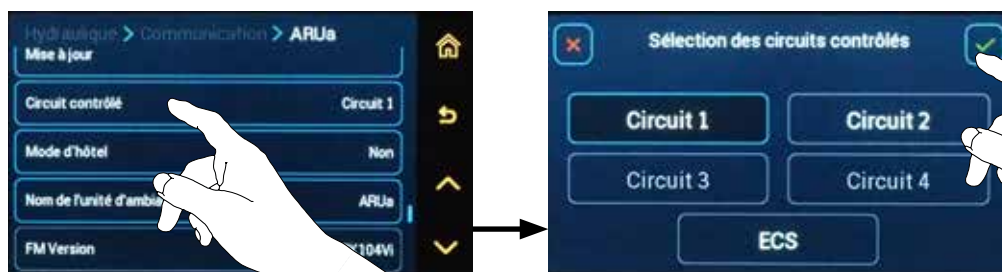 Hydraulique > Communication > ARUa
Mise à jour
Circuit contrôlé Circuit 1
Mode d'hôtel Non
Nom de l'unité d'ambia ARUa
FM Version 104Vi
Sélection des circuits contrôlés
Circuit 1 Circuit 2
Circuit 3 Circuit 4
ECS